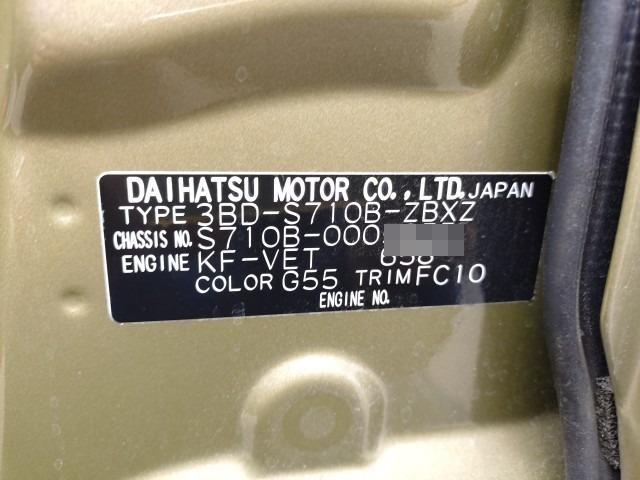 DAIHATSU MOTOR CO., LTD. JAPAN
TYPE 3BD-S710B-ZBXZ
CHASSIS NO. S710B-000
ENGINE KF-VET 658
COLOR G55 TRIM FC10
ENGINE NO.